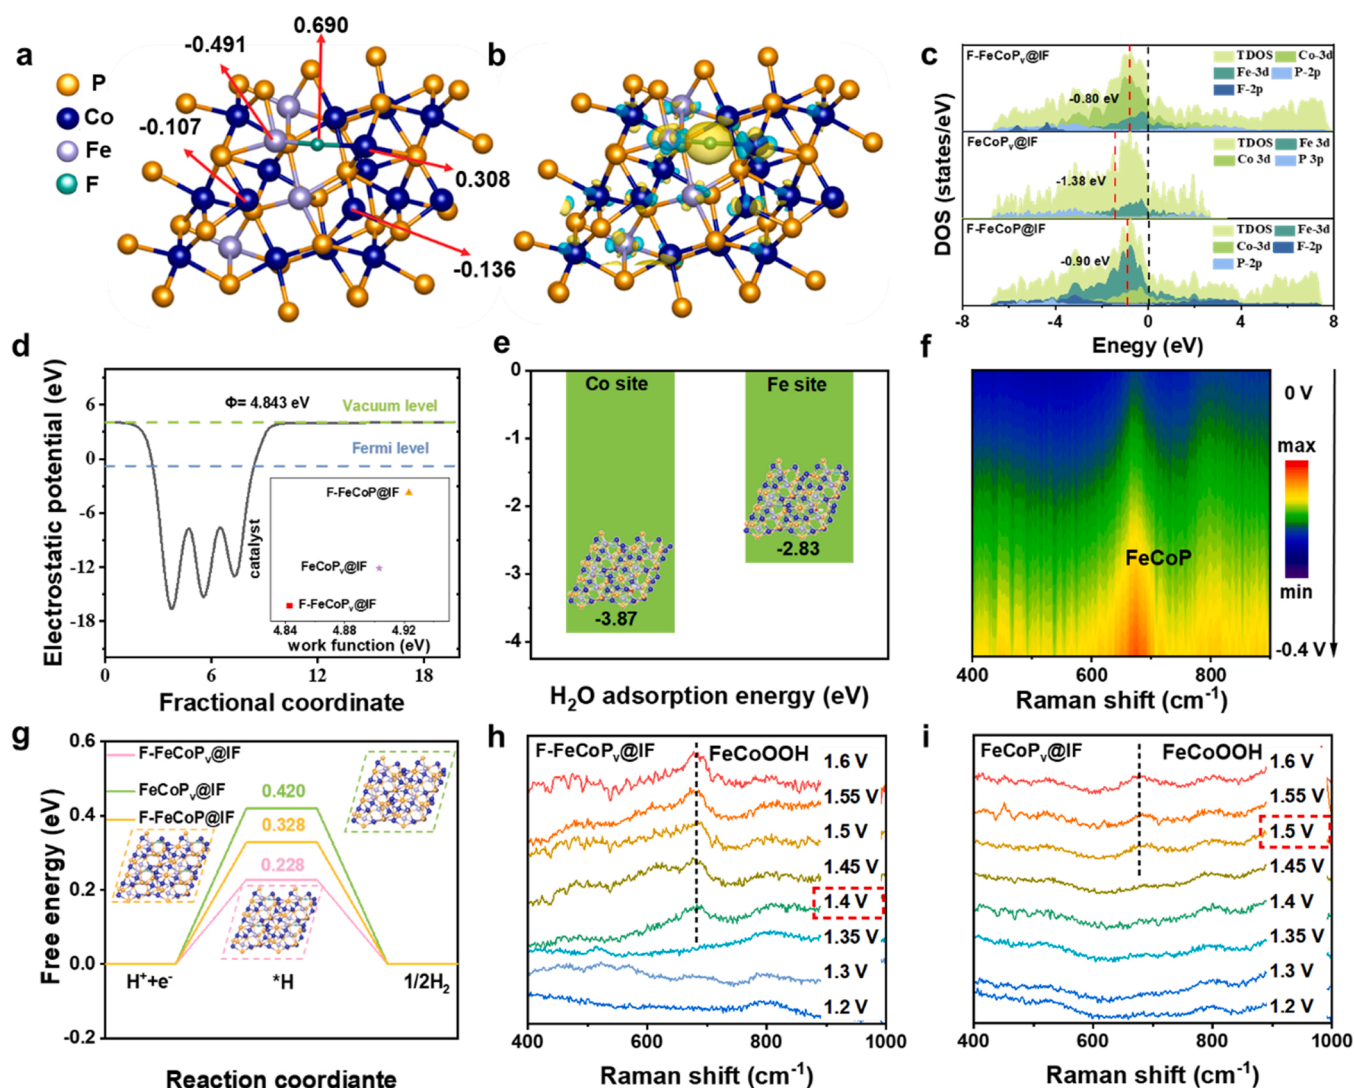 a
0.690
-0.491
P
Co
Fe
F
-0.107
0.308
-0.136
b
c
F-FeCoPv@IF
TDOS
Co-3d
Fe-3d
P-2p
F-2p
-0.80 eV
FeCoPv@IF
TDOS
Fe 3d
Co 3d
P 3p
-1.38 eV
F-FeCoP@IF
TDOS
Fe-3d
Co-3d
F-2p
P-2p
-0.90 eV
DOS (states/eV)
-8
-4
0
4
8
Enegy (eV)
d
Electrostatic potential (eV)
6
0
-6
-12
-18
Φ= 4.843 eV
Vacuum level
Fermi level
F-FeCoP@IF
FeCoPv@IF
F-FeCoPv@IF
catalyst
4.84
4.88
4.92
work function (eV)
0
6
12
18
Fractional coordinate
e
0
-1
-2
-3
-4
Co site
Fe site
-2.83
-3.87
H2O adsorption energy (eV)
f
0 V
max
min
-0.4 V
FeCoP
400
600
800
Raman shift (cm-1)
g
Free energy (eV)
0.6
0.4
0.2
0.0
-0.2
F-FeCoPv@IF
FeCoPv@IF
F-FeCoP@IF
0.420
0.328
0.228
H++e-
*H
1/2H2
Reaction coordiante
h
F-FeCoPv@IF
FeCoOOH
1.6 V
1.55 V
1.5 V
1.45 V
1.4 V
1.35 V
1.3 V
1.2 V
400
600
800
1000
Raman shift (cm-1)
i
FeCoPv@IF
FeCoOOH
1.6 V
1.55 V
1.5 V
1.45 V
1.4 V
1.35 V
1.3 V
1.2 V
400
600
800
1000
Raman shift (cm-1)